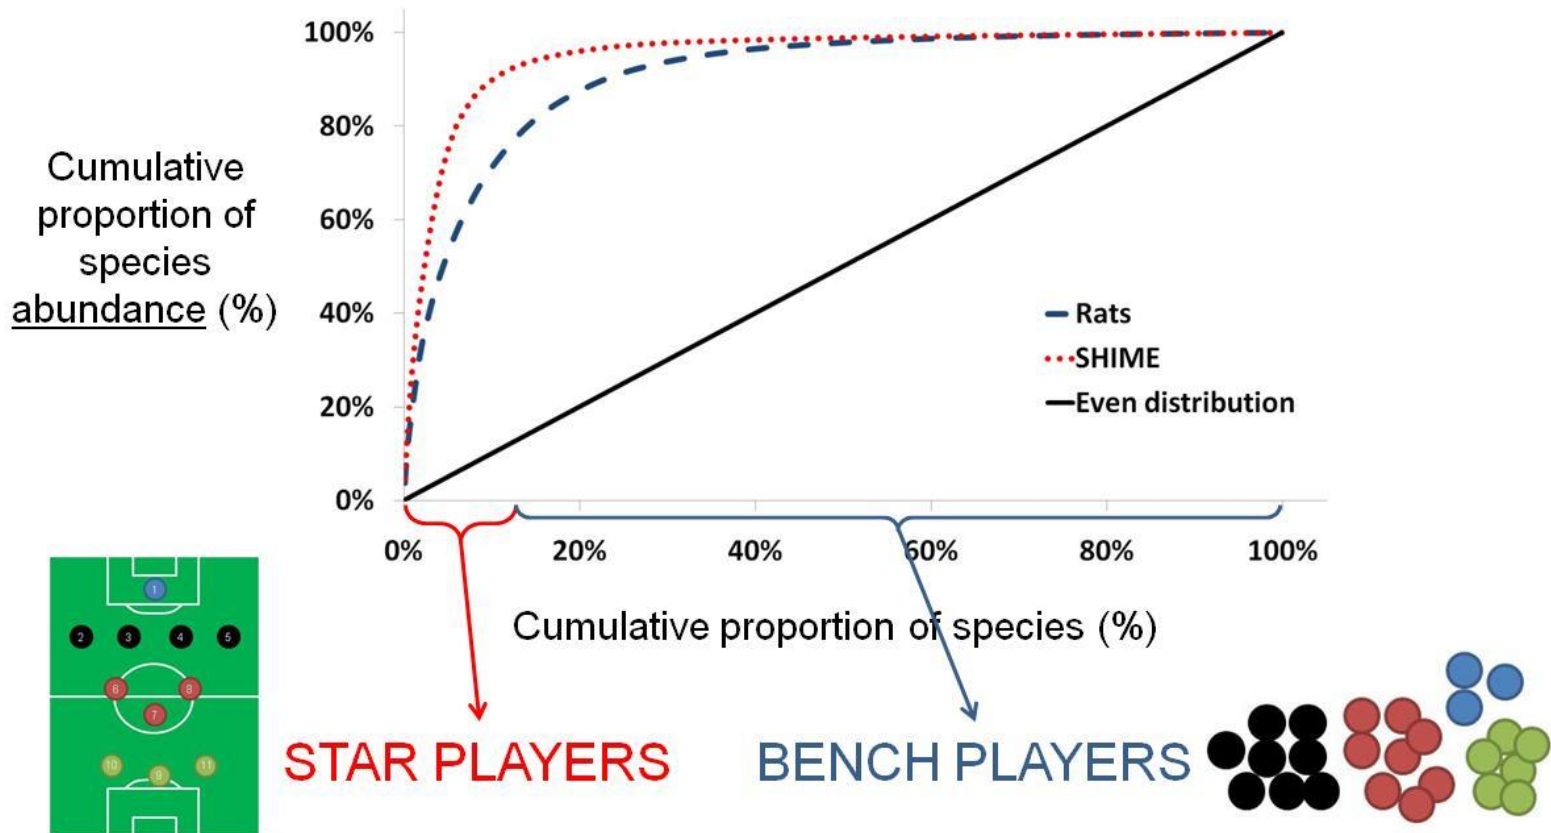 100%
80%
60%
40%
20%
0%
Cumulative
proportion of
species
abundance (%)
Rats
SHIME
Even distribution
0% 20% 40% 60% 80% 100%
Cumulative proportion of species (%)
1
2 3 4 5
6 8
7
10 11
9
STAR PLAYERS
BENCH PLAYERS